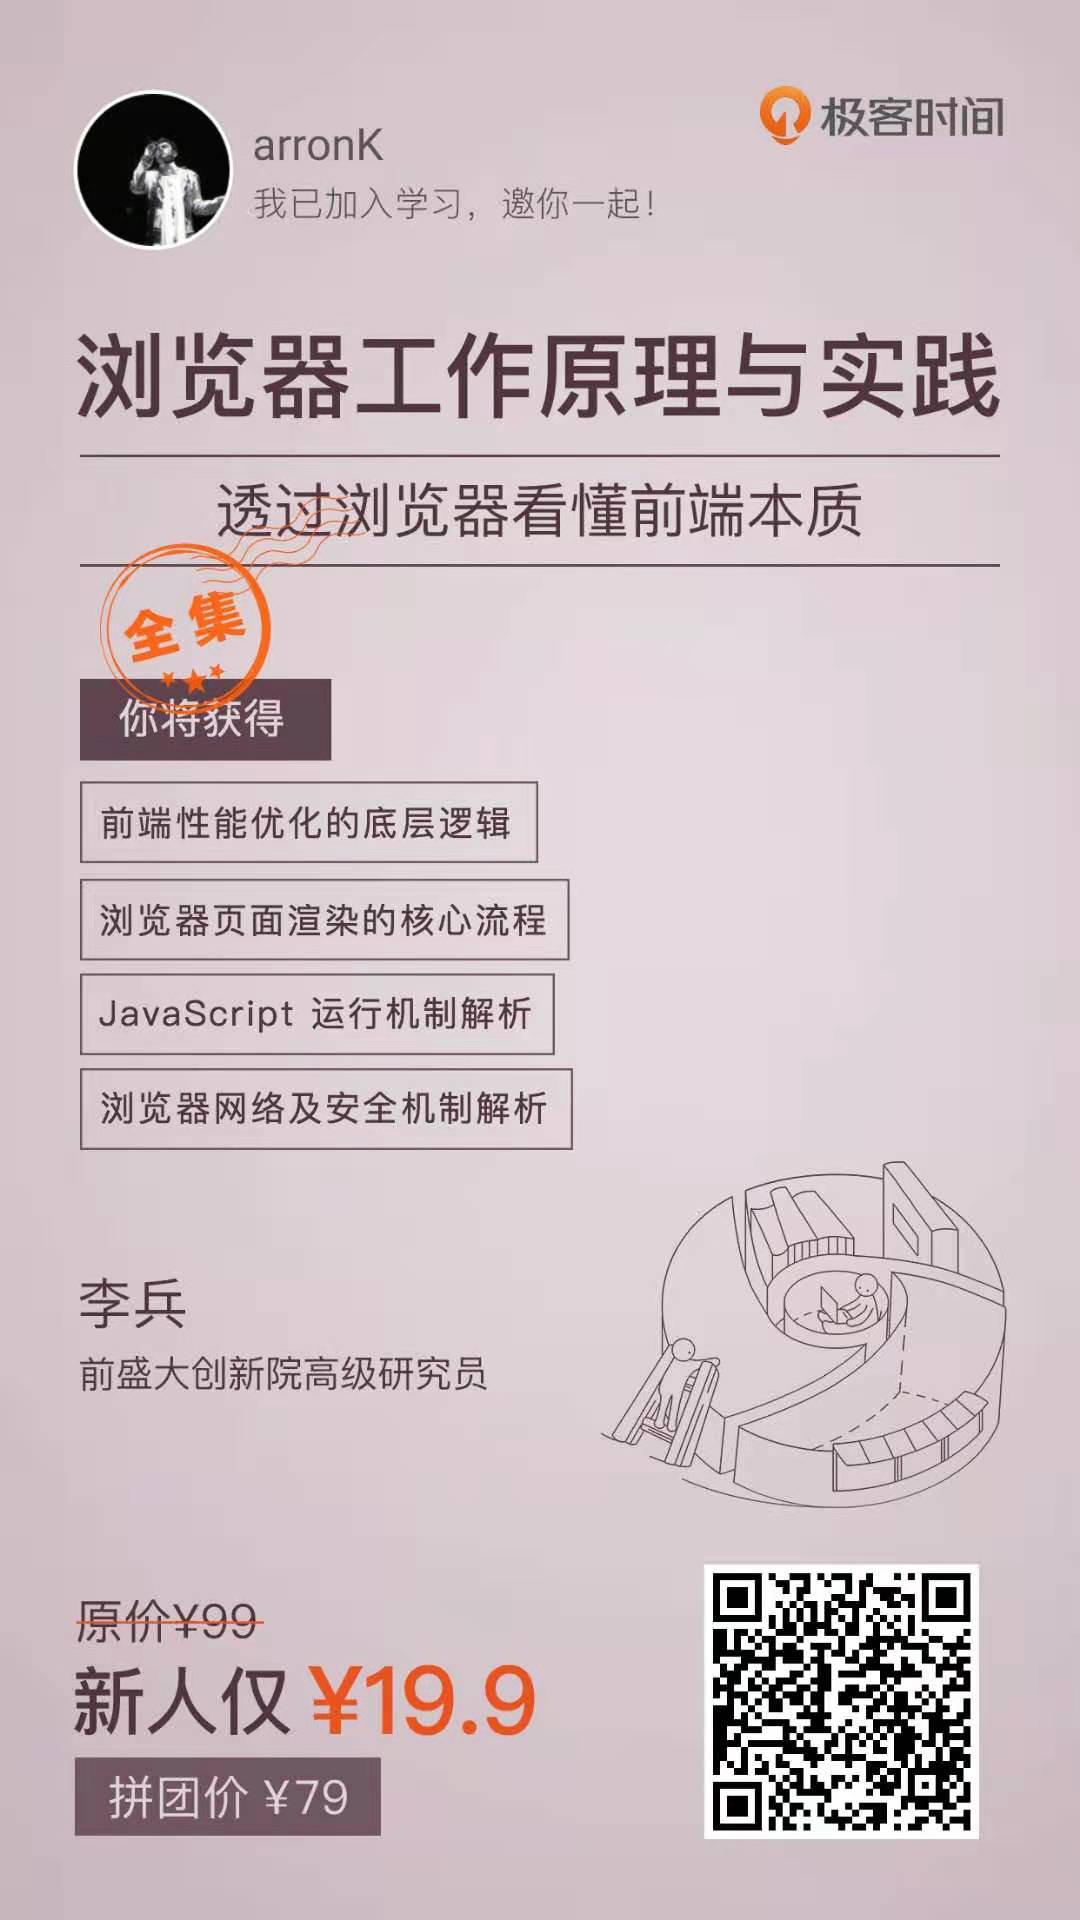 arronK
极客时间
我已加入学习，邀你一起！
浏览器工作原理与实践
透过浏览器看懂前端本质
全集
你将获得
前端性能优化的底层逻辑
浏览器页面渲染的核心流程
JavaScript 运行机制解析
浏览器网络及安全机制解析
李兵
前盛大创新院高级研究员
原价¥99
新人仅 ¥19.9
拼团价 ¥79